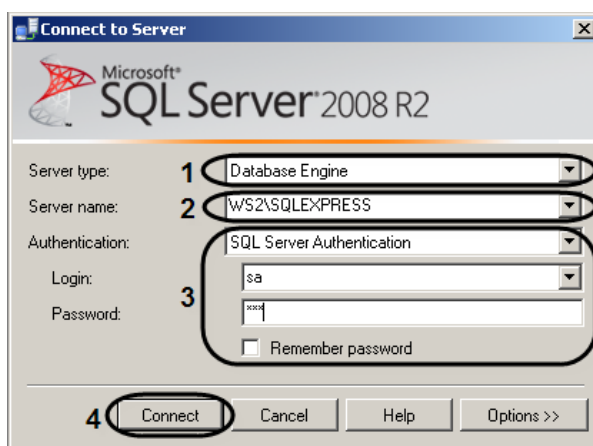 Connect to Server
Microsoft®
SQL Server® 2008 R2
Server type: 1 Database Engine
Server name: 2 WS2\SQLEXPRESS
Authentication: SQL Server Authentication
Login: sa
3
Password: ***
Remember password
4 Connect Cancel Help Options >>